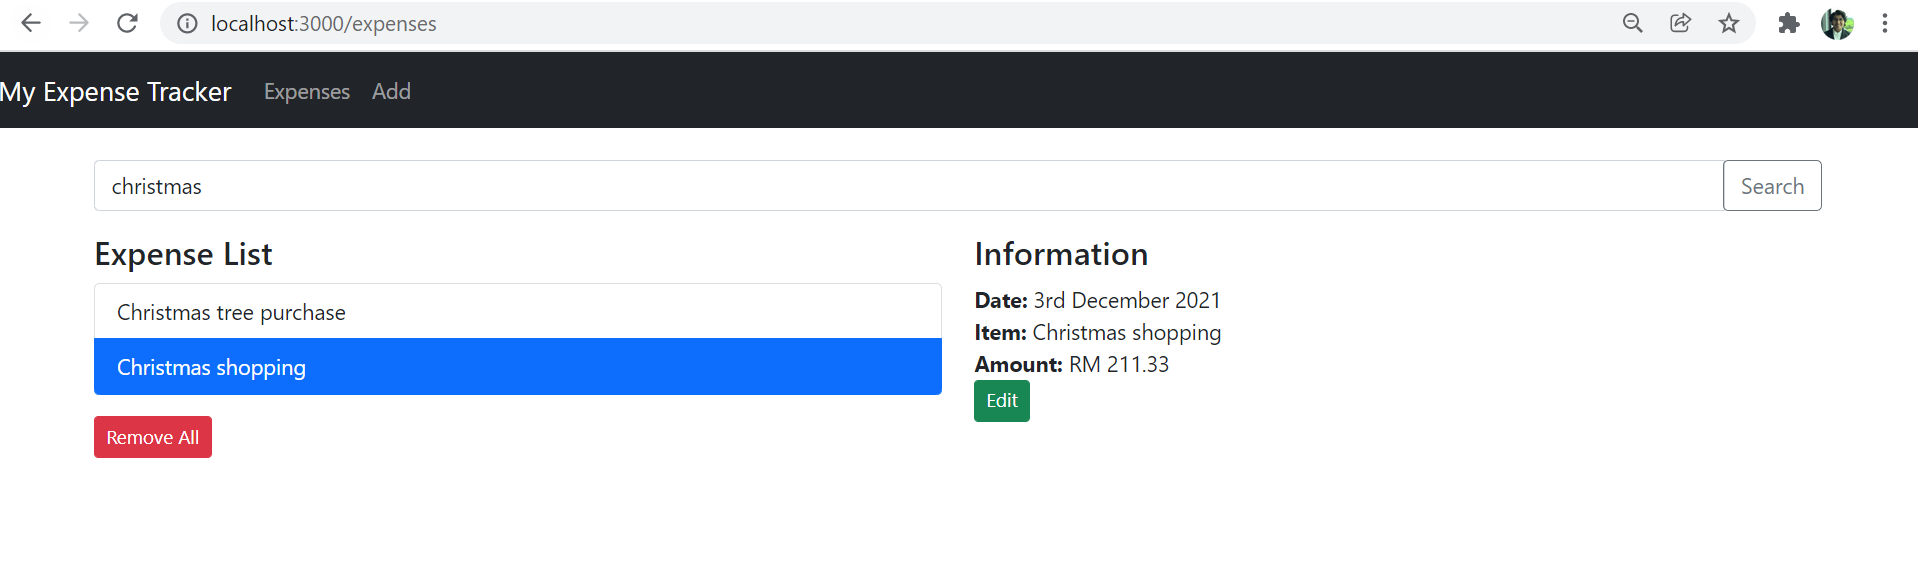 localhost:3000/expenses
My Expense Tracker Expenses Add
christmas Search
Expense List
Christmas tree purchase
Christmas shopping
Remove All
Information
Date: 3rd December 2021
Item: Christmas shopping
Amount: RM 211.33
Edit